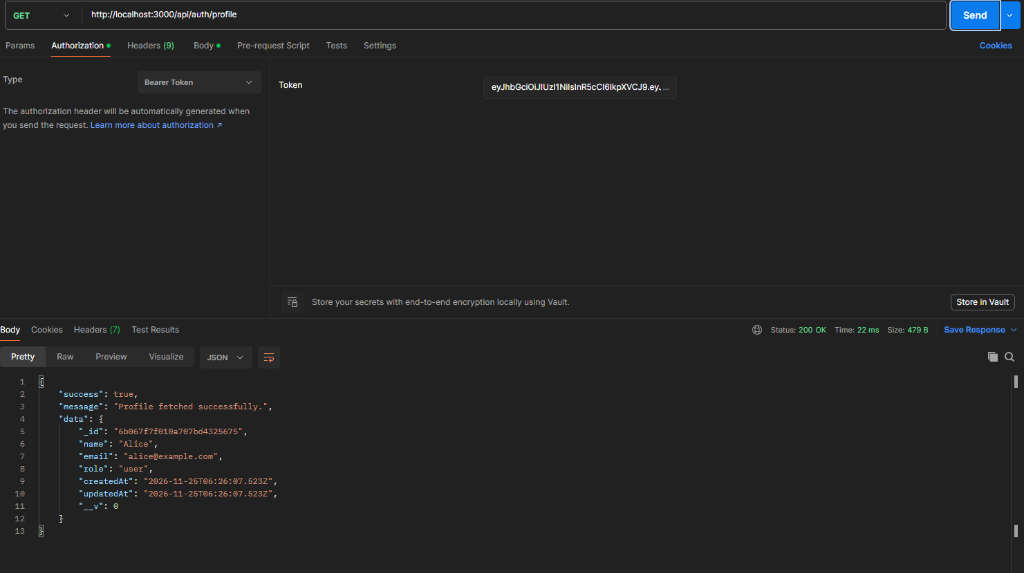 GET http://localhost:3000/api/auth/profile Send
Params Authorization Headers (9) Body Pre-request Script Tests Settings Cookies
Type Bearer Token
The authorization header will be automatically generated when
you send the request. Learn more about authorization ↗
Token eyJhbGciOiJIUzI1NiIsInR5cCI6IkpXVCJ9.ey. ...
Store your secrets with end-to-end encryption locally using Vault. Store in Vault
Body Cookies Headers (7) Test Results Status: 200 OK Time: 22 ms Size: 479 B Save Response
Pretty Raw Preview Visualize JSON
1 {
2 "success": true,
3 "message": "Profile fetched successfully.",
4 "data": {
5 "_id": "6b067f7f010a707bd4325675",
6 "name": "Alice",
7 "email": "alice@example.com",
8 "role": "user",
9 "createdAt": "2026-11-25T06:26:07.523Z",
10 "updatedAt": "2026-11-25T06:26:07.523Z",
11 "__v": 0
12 }
13 }